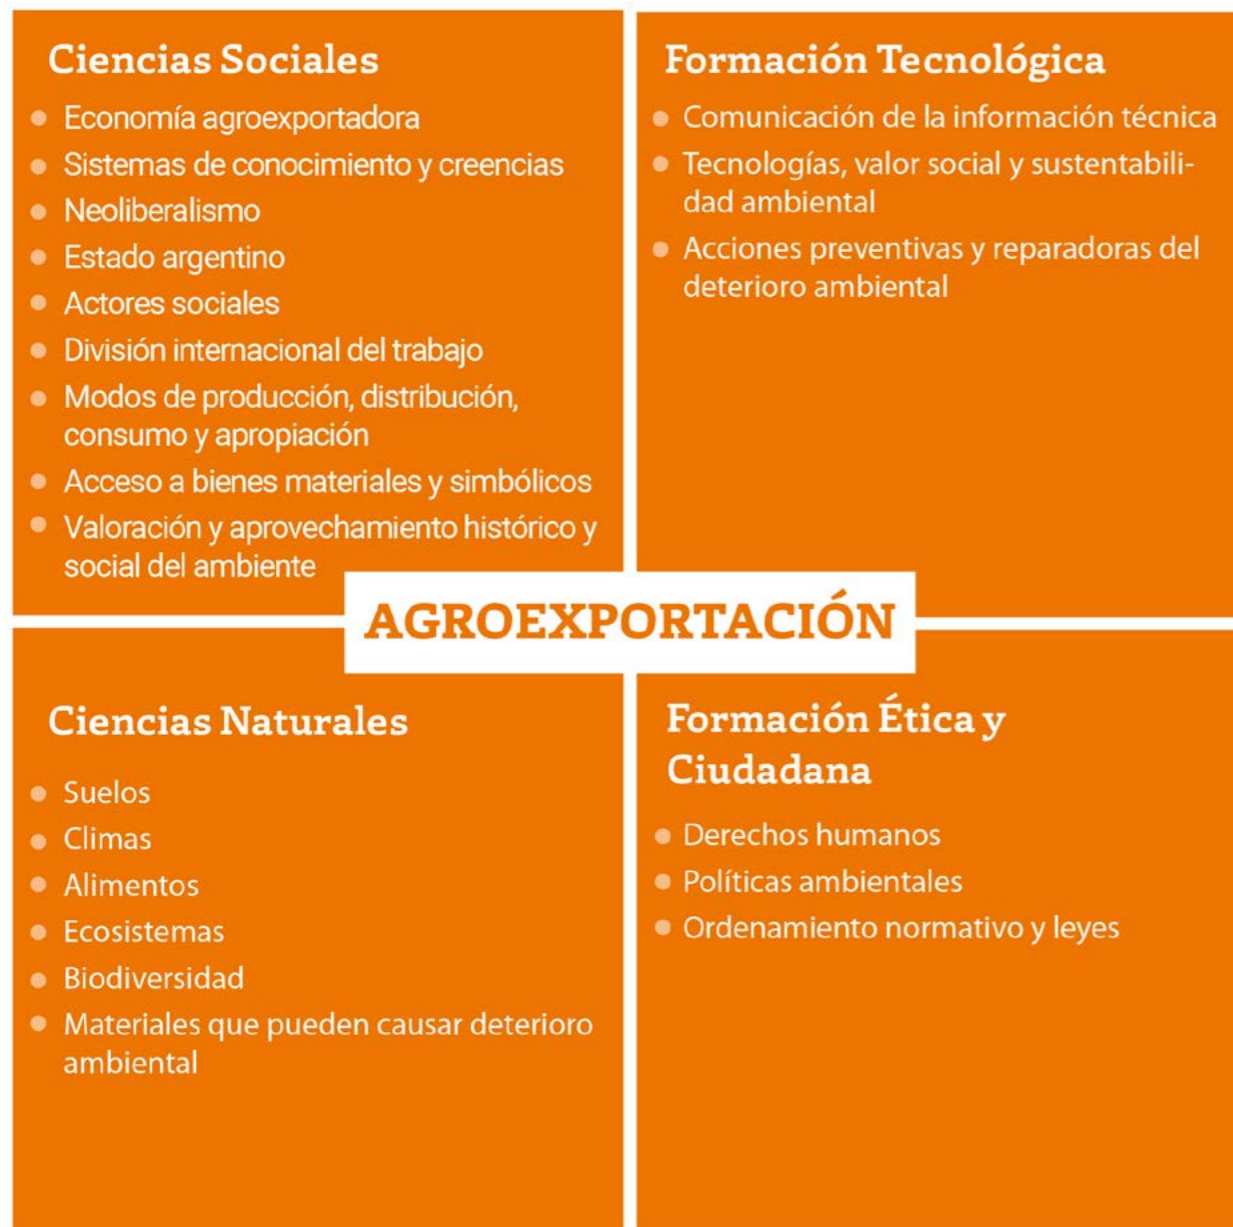 Ciencias Sociales
Economía agroexportadora
Sistemas de conocimiento y creencias
Neoliberalismo
Estado argentino
Actores sociales
División internacional del trabajo
Modos de producción, distribución,
consumo y apropiación
Acceso a bienes materiales y simbólicos
Valoración y aprovechamiento histórico y
social del ambiente
Formación Tecnológica
Comunicación de la información técnica
Tecnologías, valor social y sustentabili-
dad ambiental
Acciones preventivas y reparadoras del
deterioro ambiental
AGROEXPORTACIÓN
Ciencias Naturales
Suelos
Climas
Alimentos
Ecosistemas
Biodiversidad
Materiales que pueden causar deterioro
ambiental
Formación Ética y
Ciudadana
Derechos humanos
Políticas ambientales
Ordenamiento normativo y leyes